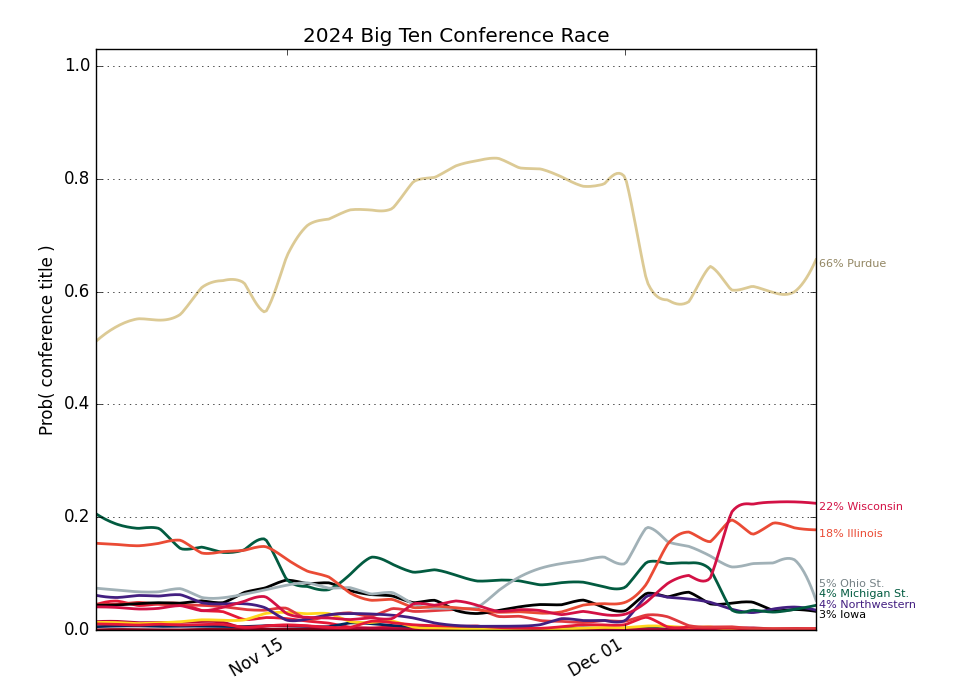 2024 Big Ten Conference Race
Prob( conference title )
1.0
0.8
0.6
0.4
0.2
0.0
Nov 15
Dec 01
66% Purdue
22% Wisconsin
18% Illinois
5% Ohio St.
4% Michigan St.
4% Northwestern
3% Iowa